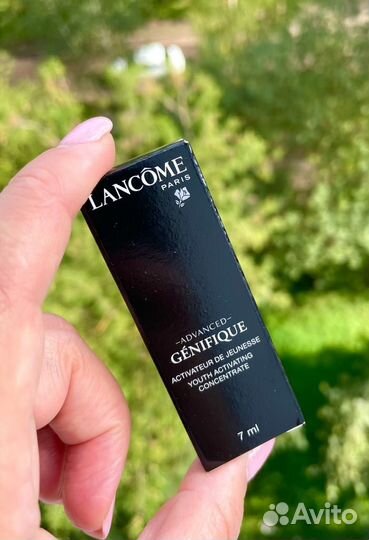 LANCÔME
PARIS
–ADVANCED–
GÉNIFIQUE
ACTIVATEUR DE JEUNESSE
YOUTH ACTIVATING
CONCENTRATE
7 ml
Avito